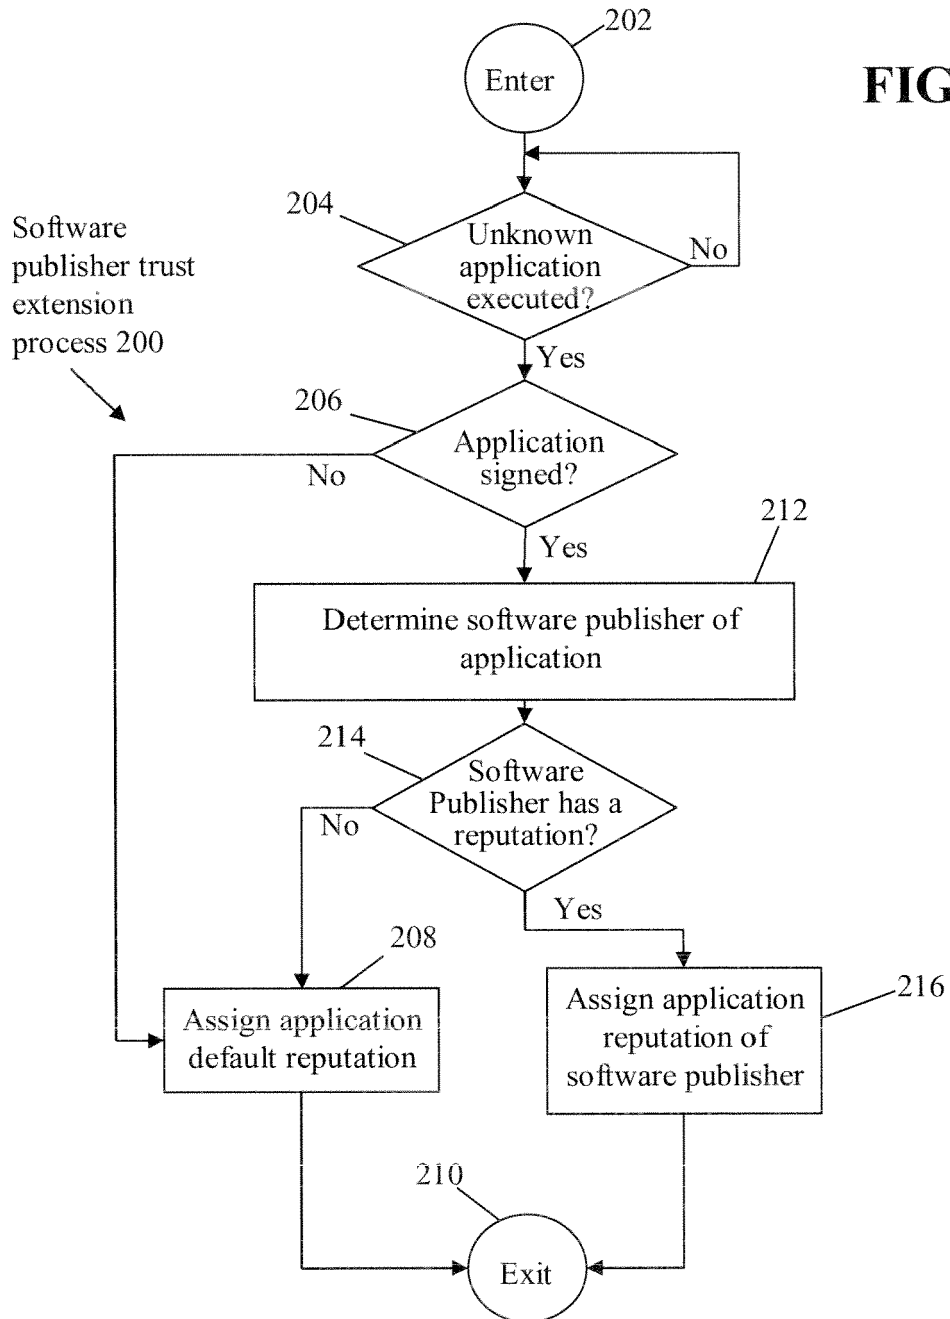 202
Enter
FIG
204
Unknown
application
executed?
No
Software
publisher trust
extension
process 200
Yes
206
Application
signed?
No
Yes
212
Determine software publisher of
application
214
Software
Publisher has a
reputation?
No
Yes
208
Assign application
default reputation
216
Assign application
reputation of
software publisher
210
Exit